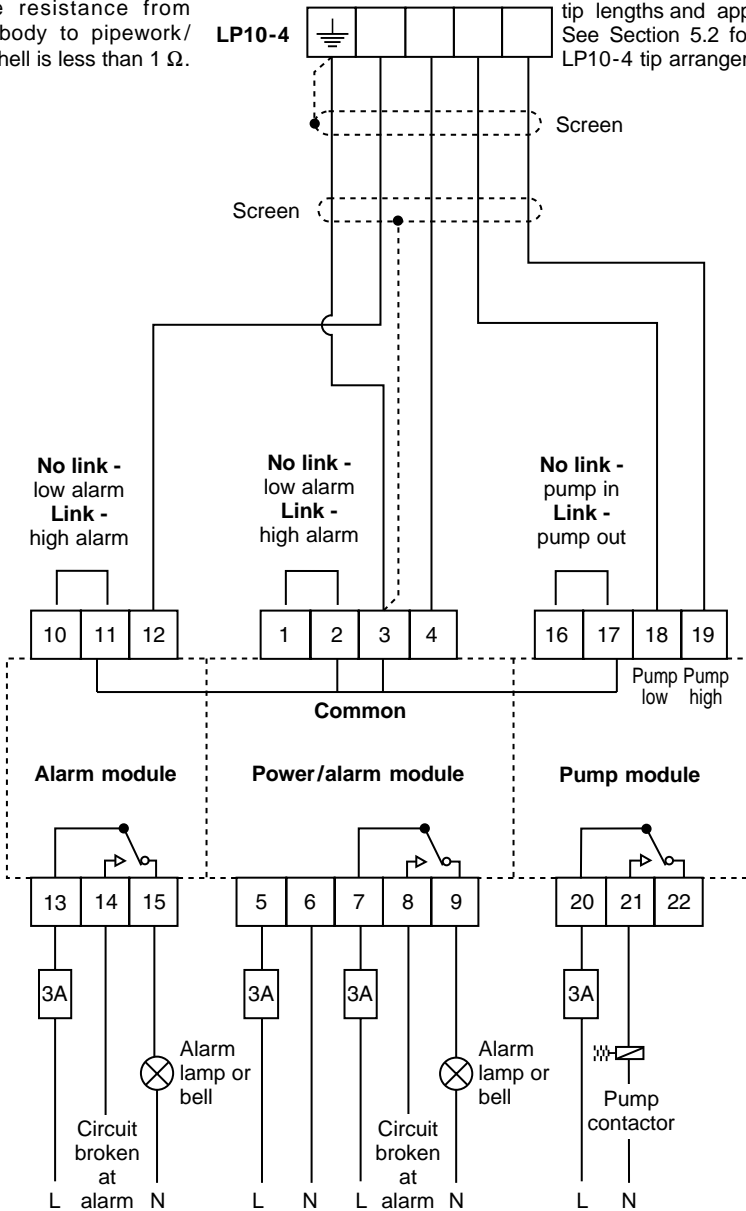 e resistance from
body to pipework/
hell is less than 1 Ω.
LP10-4
tip lengths and app
See Section 5.2 fo
LP10-4 tip arranger
Screen
Screen
No link -
low alarm
Link -
high alarm
No link -
low alarm
Link -
high alarm
No link -
pump in
Link -
pump out
10 11 12
1 2 3 4
16 17 18 19
Pump low
Pump high
Common
Alarm module
Power/alarm module
Pump module
13 14 15
5 6 7 8 9
20 21 22
3A
3A
3A
3A
Alarm
lamp or
bell
Alarm
lamp or
bell
Pump
contactor
Circuit
broken
at
alarm
Circuit
broken
at
alarm
L N
L N L N
L N